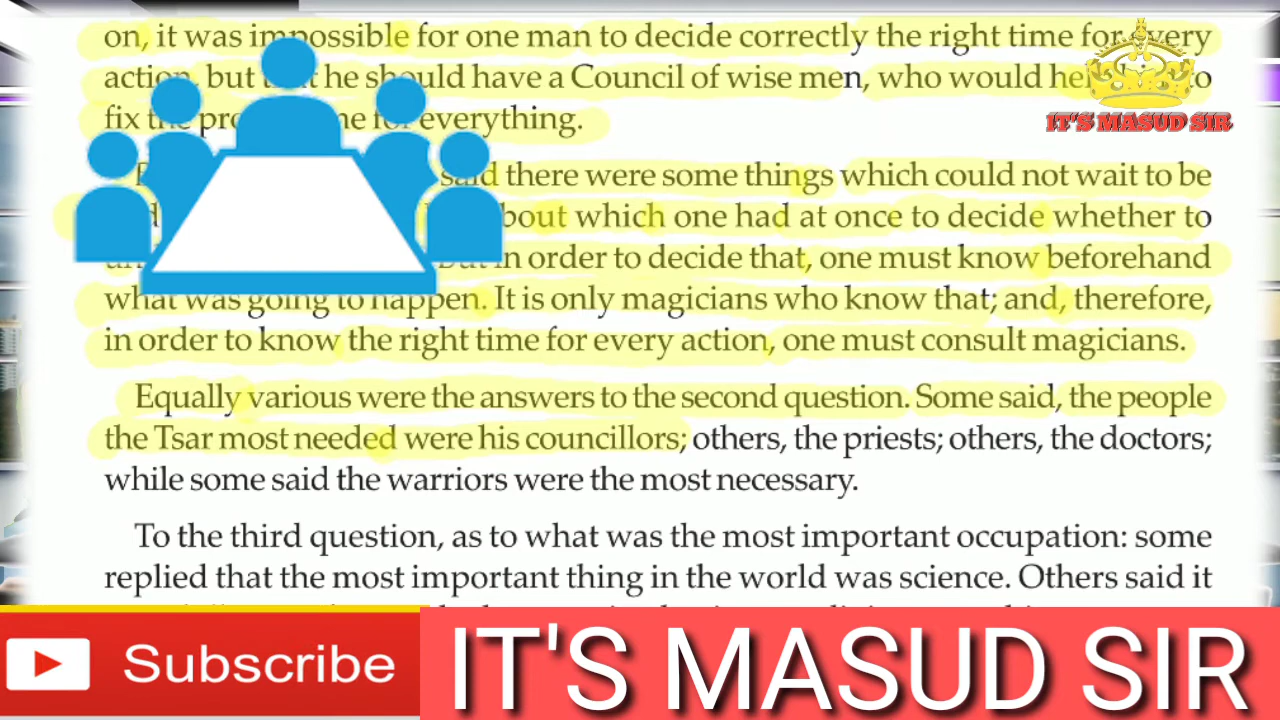 on, it was impossible for one man to decide correctly the right time for every
action, but that he should have a Council of wise men, who would to
fix the everything.
IT'S MASUD SIR
said there were some things which could not wait to be
about which one had at once to decide whether to
But in order to decide that, one must know beforehand
what was going to happen. It is only magicians who know that; and, therefore,
in order to know the right time for every action, one must consult magicians.
Equally various were the answers to the second question. Some said, the people
the Tsar most needed were his councillors; others, the priests; others, the doctors;
while some said the warriors were the most necessary.
To the third question, as to what was the most important occupation: some
replied that the most important thing in the world was science. Others said it
Subscribe
IT'S MASUD SIR